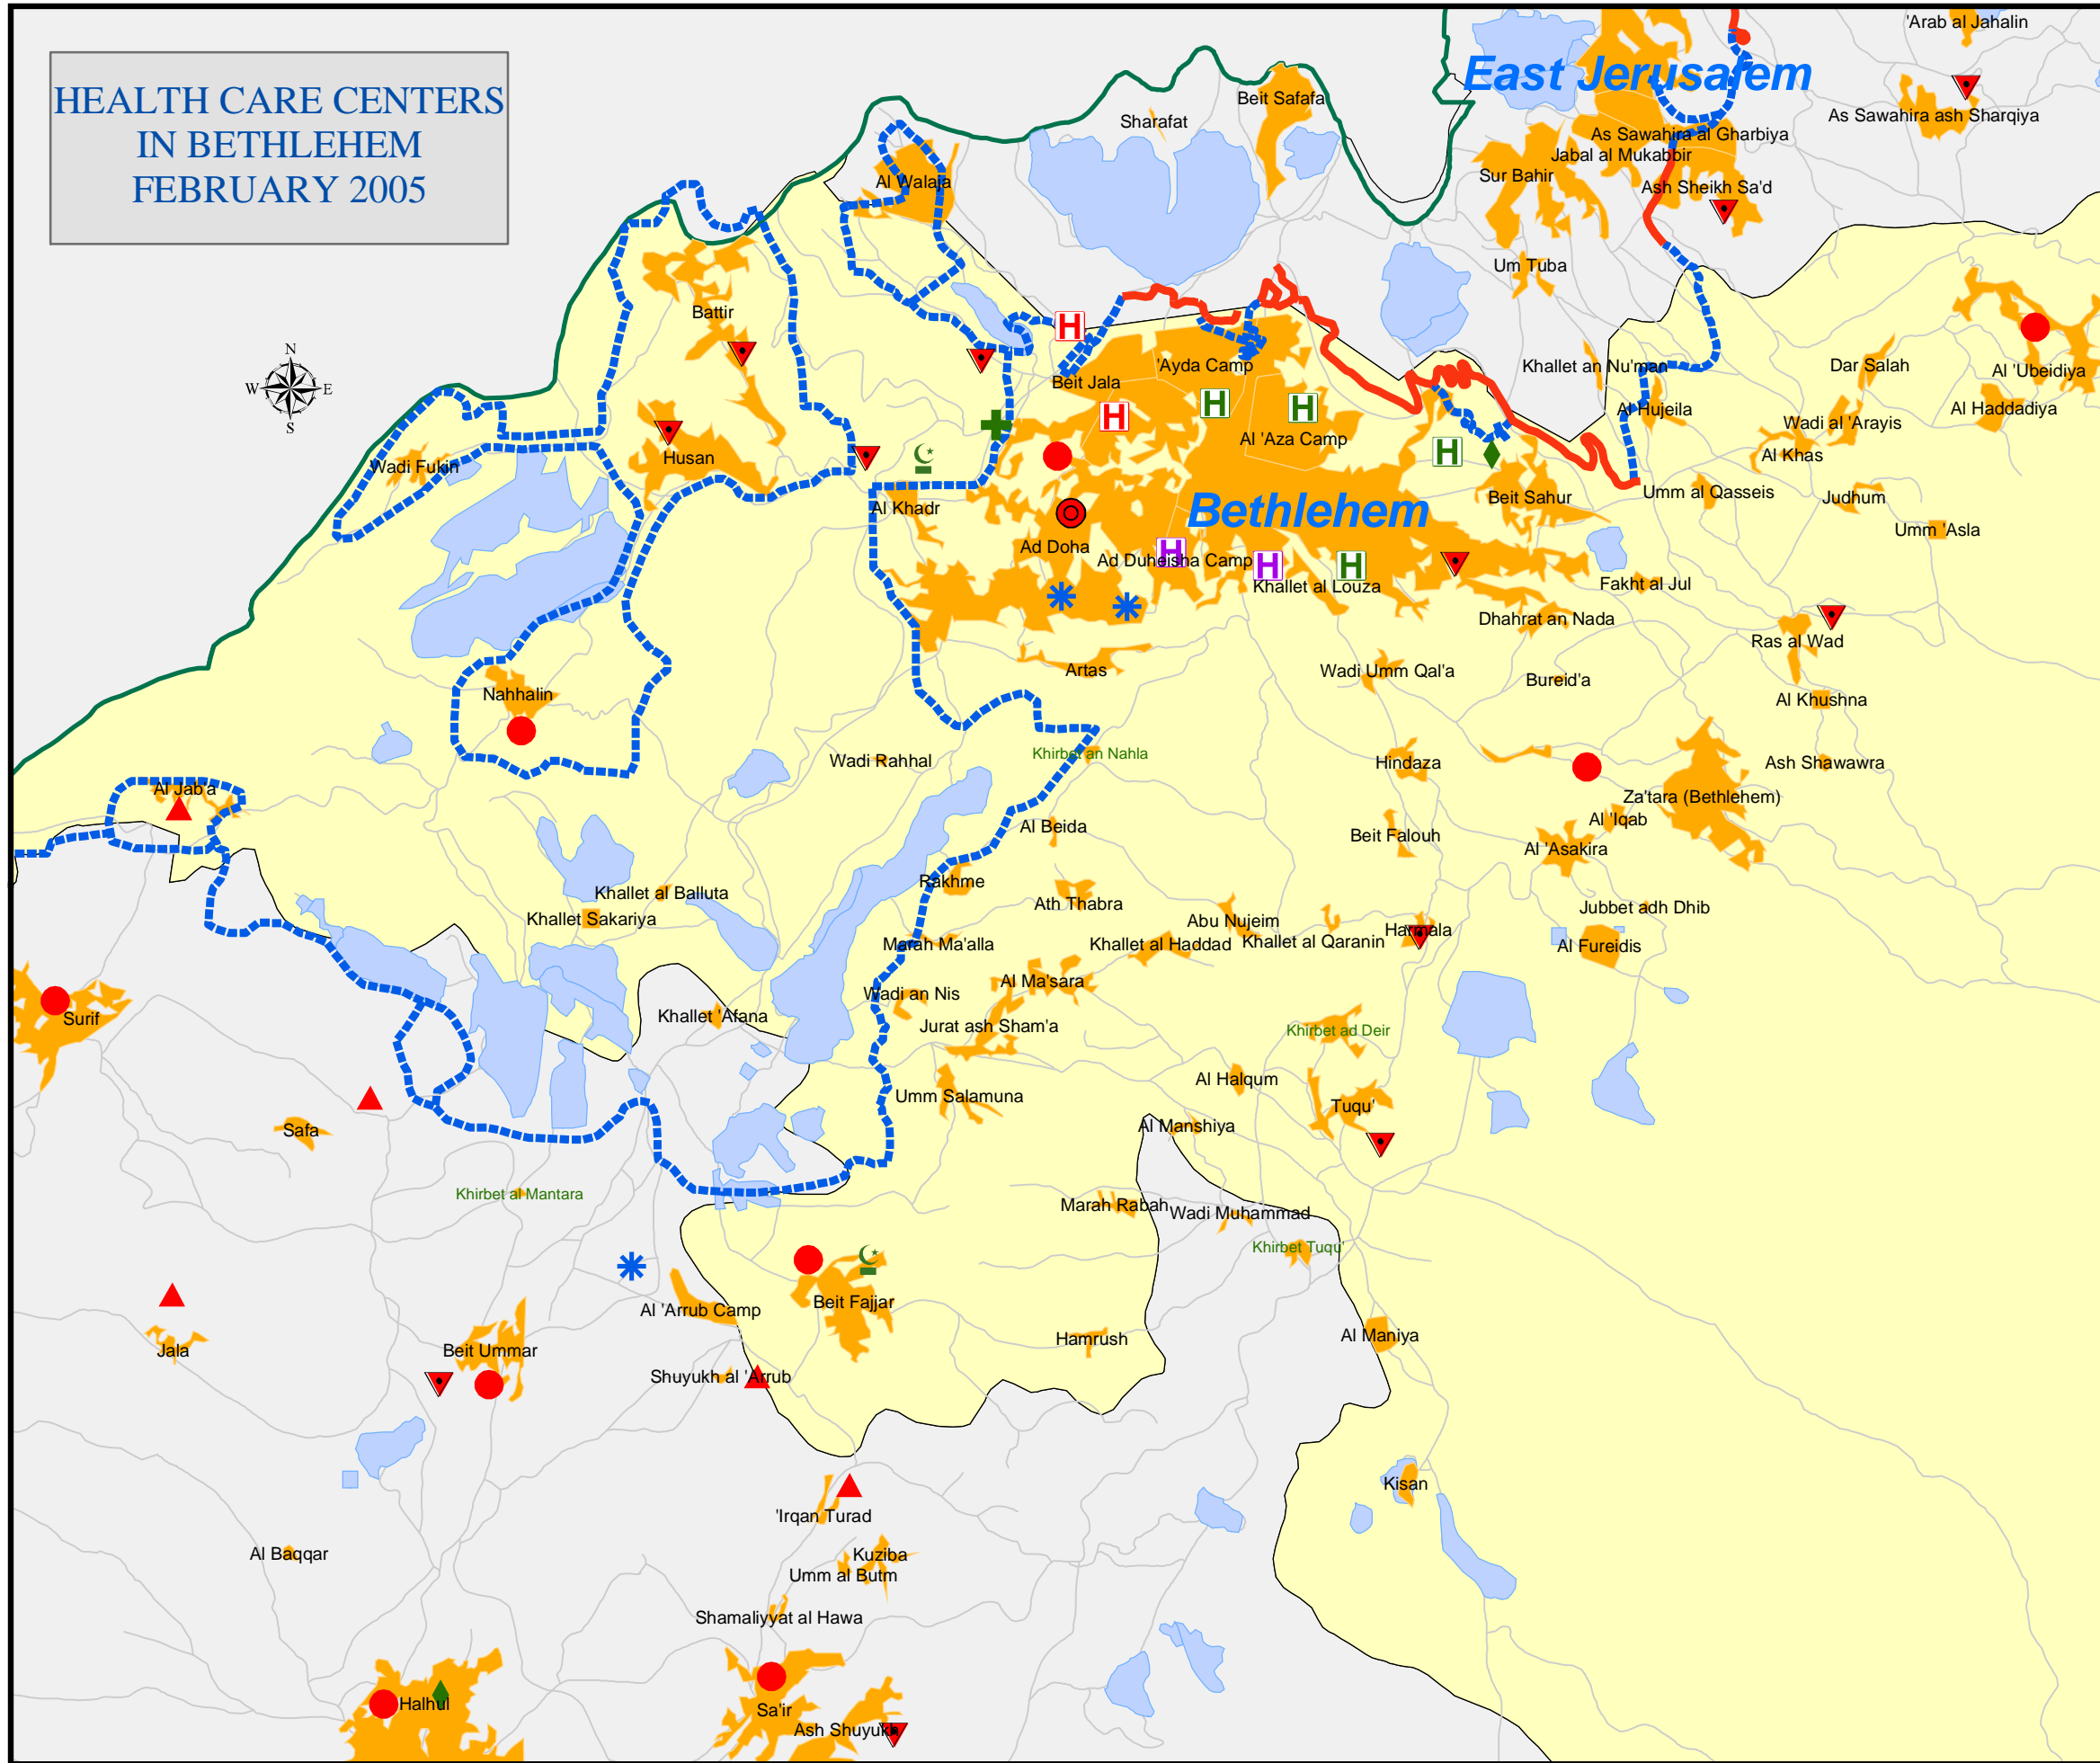 HEALTH CARE CENTERS
IN BETHLEHEM
FEBRUARY 2005
East Jerusalem
'Arab al Jahalin
Beit Safafa
Sharafat
As Sawahira ash Sharqiya
As Sawahira al Gharbiya
Jabal al Mukabbir
Sur Bahir
Ash Sheikh Sa'd
Al Walaja
Um Tuba
Battir
N
W
E
S
H
'Ayda Camp
Khallet an Nu'man
Dar Salah
Al 'Ubeidiya
Beit Jala
H
H
H
Al Hujeila
Al Haddadiya
Wadi al 'Arayis
Al 'Aza Camp
H
Al Khas
Husan
Wadi Fukin
Beit Sahur
Umm al Qasseis
Judhum
Al Khadr
Bethlehem
Umm 'Asla
Ad Doha
H
Ad Duheisha Camp
H
H
Khallet al Louza
Fakht al Jul
Dhahrat an Nada
Ras al Wad
Artas
Wadi Umm Qal'a
Bureid'a
Nahhalin
Al Khushna
Khirbet an Nahla
Wadi Rahhal
Hindaza
Ash Shawawra
Al Jab'a
Za'tara (Bethlehem)
Al Beida
Beit Falouh
Al 'Iqab
Al 'Asakira
Rakhme
Khallet al Balluta
Ath Thabra
Jubbet adh Dhib
Khallet Sakariya
Abu Nujeim
Harmala
Marah Ma'alla
Khallet al Haddad
Khallet al Qaranin
Al Fureidis
Al Ma'sara
Wadi an Nis
Surif
Khallet 'Afana
Jurat ash Sham'a
Khirbet ad Deir
Al Halqum
Umm Salamuna
Tuqu'
Safa
Al Manshiya
Khirbet al Mantara
Marah Rabah
Wadi Muhammad
Khirbet Tuqu'
Beit Fajjar
Al 'Arrub Camp
Jala
Beit Ummar
Hamrush
Al Maniya
Shuyukh al 'Arrub
Kisan
'Irqan Turad
Al Baqqar
Kuziba
Umm al Butm
Shamaliyyat al Hawa
Halhul
Sa'ir
Ash Shuyukh